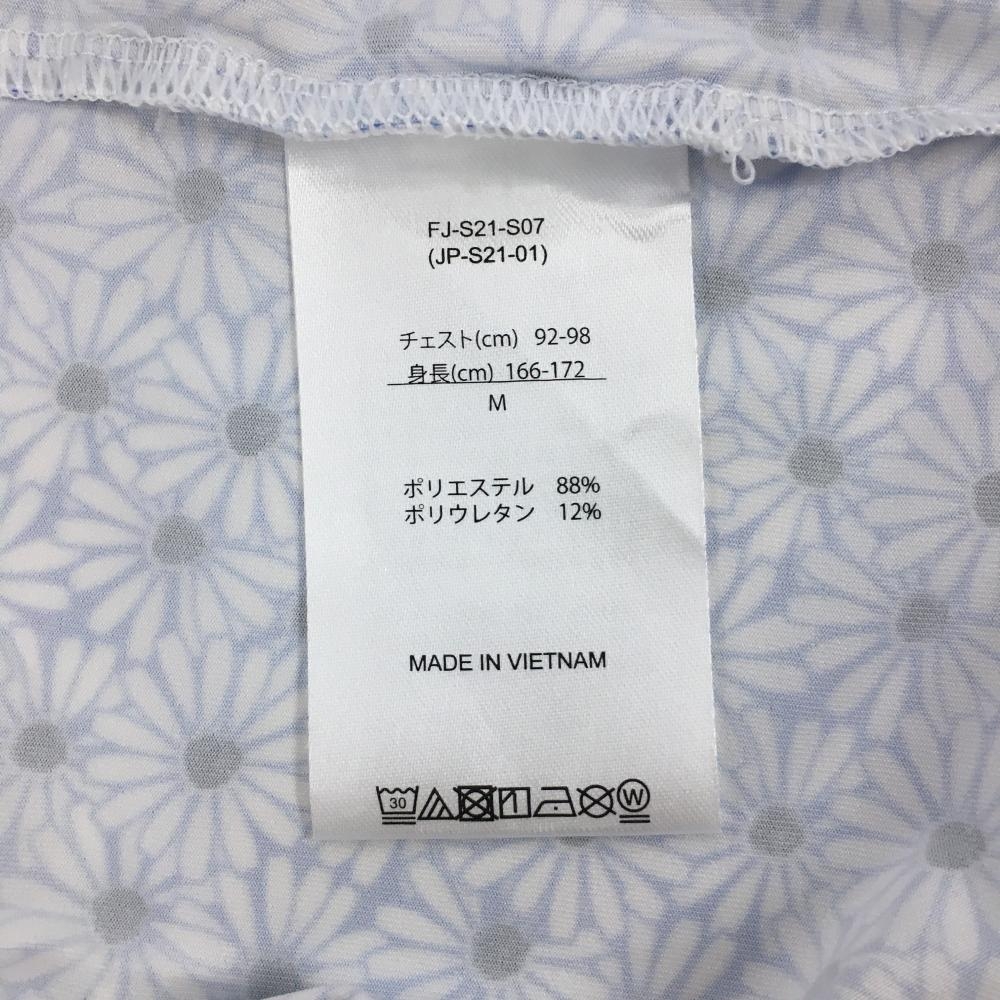 FJ-S21-S07
(JP-S21-01)
チェスト(cm) 92-98
身長(cm) 166-172
M
ポリエステル 88%
ポリウレタン 12%
MADE IN VIETNAM
30 W